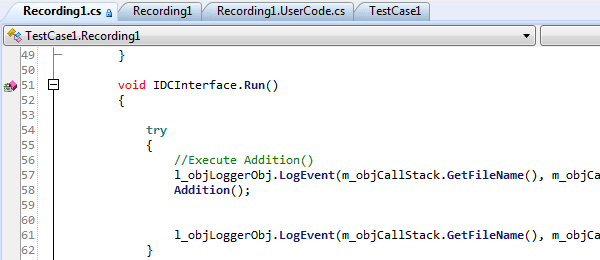 Recording1.cs Recording1 Recording1.UserCode.cs TestCase1
TestCase1.Recording1
49 }
50
51 void IDCInterface.Run()
52 {
53
54 try
55 {
56 //Execute Addition()
57 l_objLoggerObj.LogEvent(m_objCallStack.GetFileName(), m_objCa
58 Addition();
59
60
61 l_objLoggerObj.LogEvent(m_objCallStack.GetFileName(), m_objCa
62 }